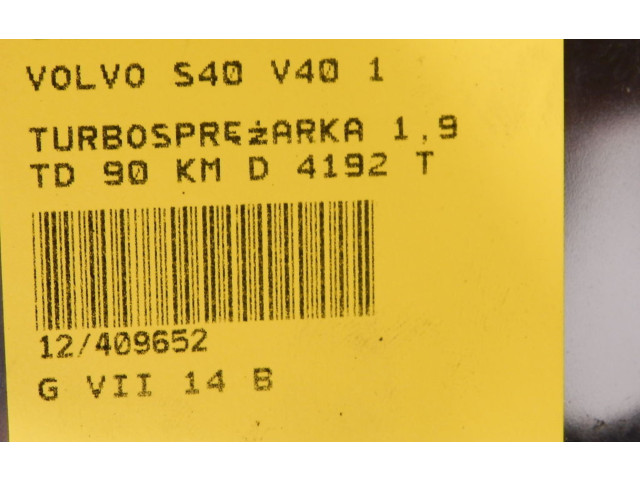 VOLVO S40 V40 1
TURBOSPRĘŻARKA 1,9
TD 90 KM D 4192 T
12/409652
G VII 14 B